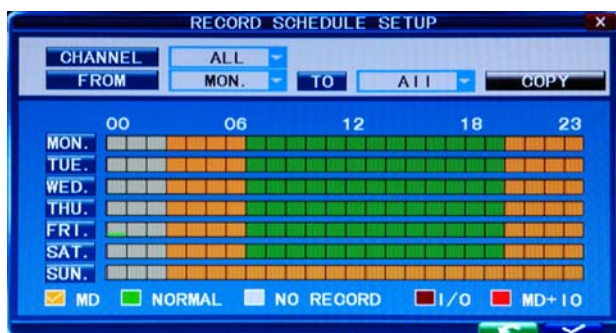 RECORD SCHEDULE SETUP X
CHANNEL ALL
FROM MON. TO All COPY
00 06 12 18 23
MON.
TUE.
WED.
THU.
FRI.
SAT.
SUN.
MD NORMAL NO RECORD I/O MD+IO